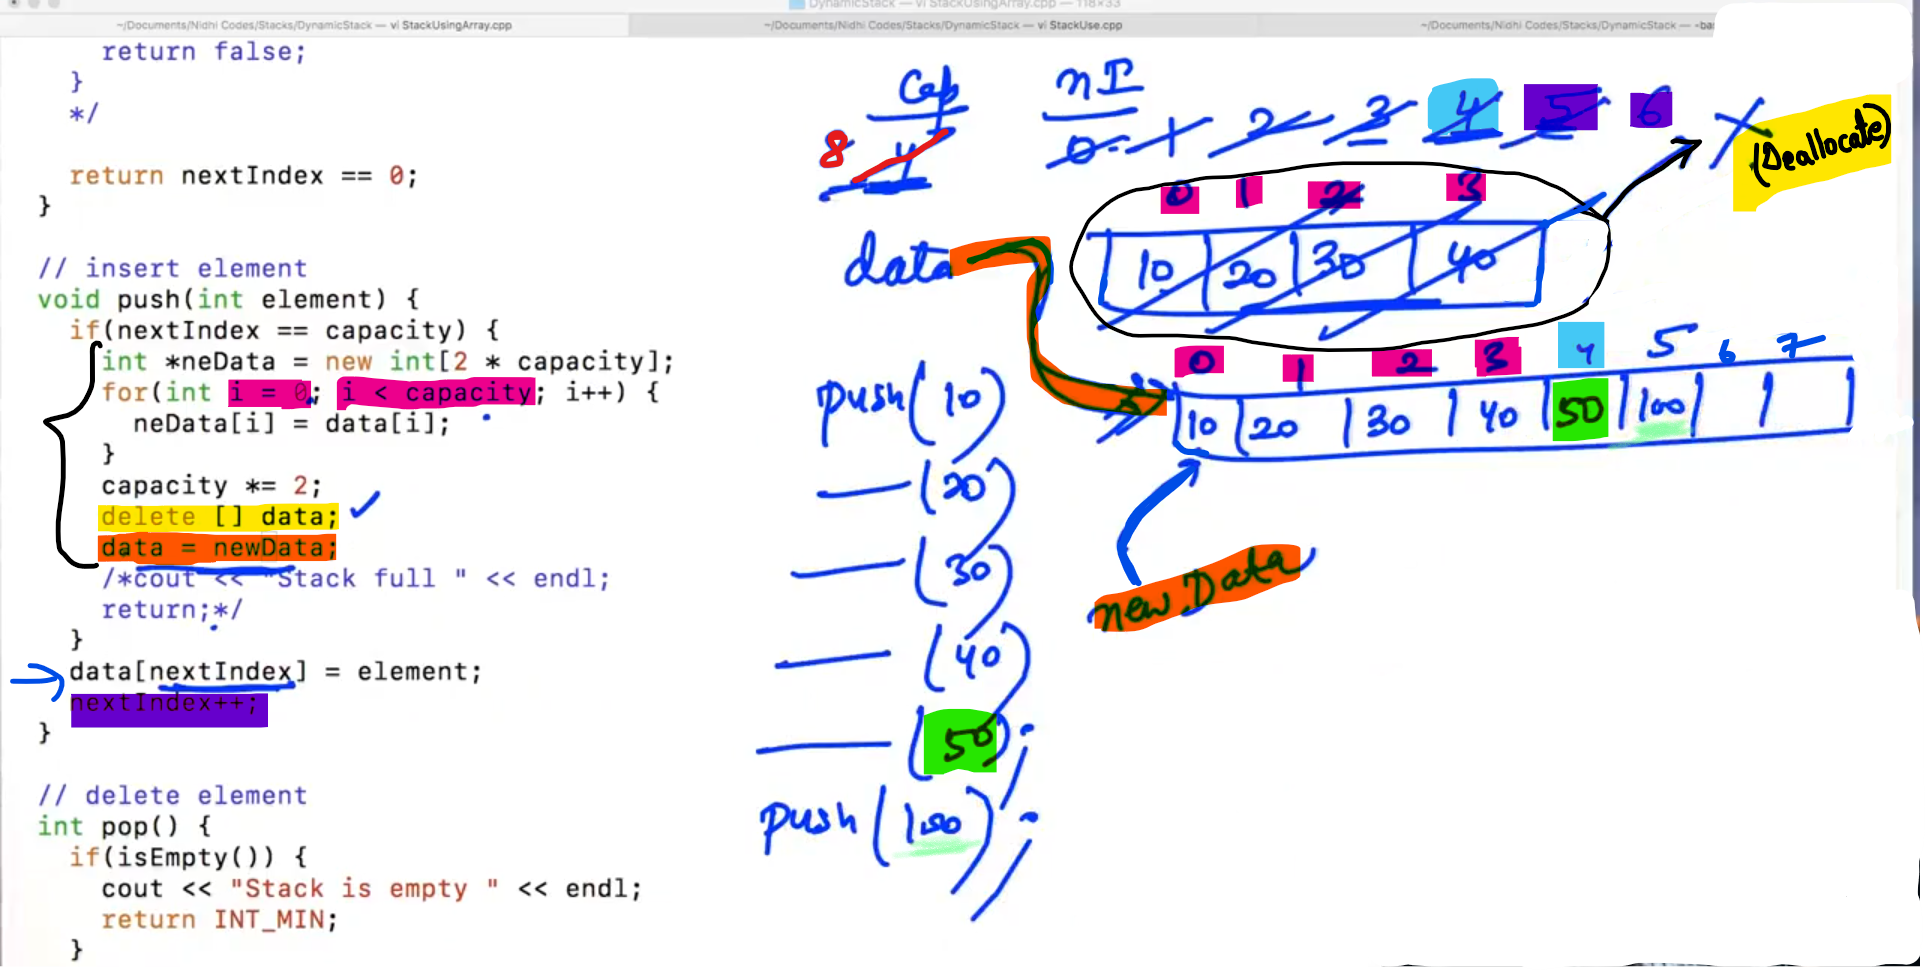 DynamicStack — vi StackUsingArray.cpp — 118×33
~/Documents/Nidhi Codes/Stacks/DynamicStack — vi StackUsingArray.cpp
~/Documents/Nidhi Codes/Stacks/DynamicStack — vi StackUse.cpp
~/Documents/Nidhi Codes/Stacks/DynamicStack — -bas
return false;
}
*/
return nextIndex == 0;
}
// insert element
void push(int element) {
if(nextIndex == capacity) {
int *neData = new int[2 * capacity];
for(int i = 0; i < capacity; i++) {
neData[i] = data[i];
}
capacity *= 2;
delete [] data;
data = newData;
/*cout << "Stack full " << endl;
return;*/
}
data[nextIndex] = element;
nextIndex++;
}
// delete element
int pop() {
if(isEmpty()) {
cout << "Stack is empty " << endl;
return INT_MIN;
}
Cap
8 4
nI
0 1 2 3 4 5 6
(Deallocate)
0 1 2 3
data
10 20 30 40
0 1 2 3 4 5 6 7
10 20 30 40 50 100
newData
push(10)
(20)
(30)
(40)
(50);
push(100);